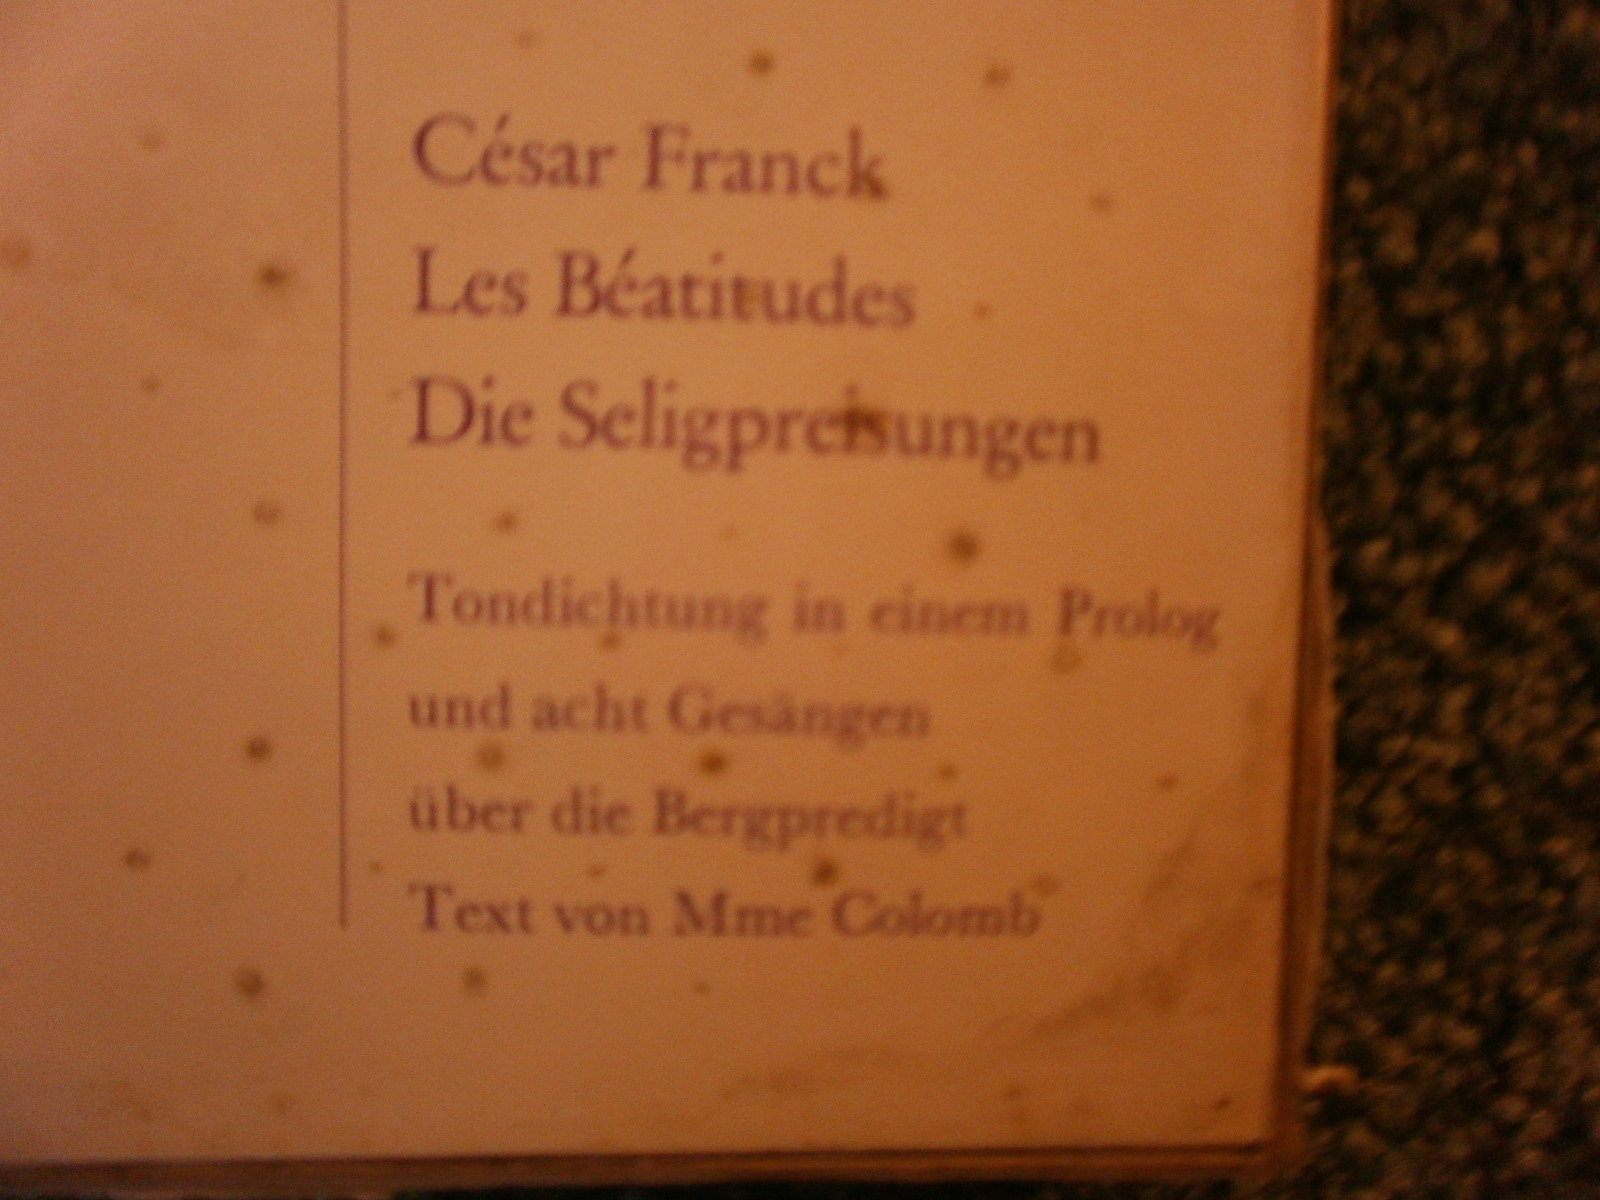 César Franck
Les Béatitudes
Die Seligpreisungen
Tondichtung in einem Prolog
und acht Gesängen
über die Bergpredigt
Text von Mme Colomb